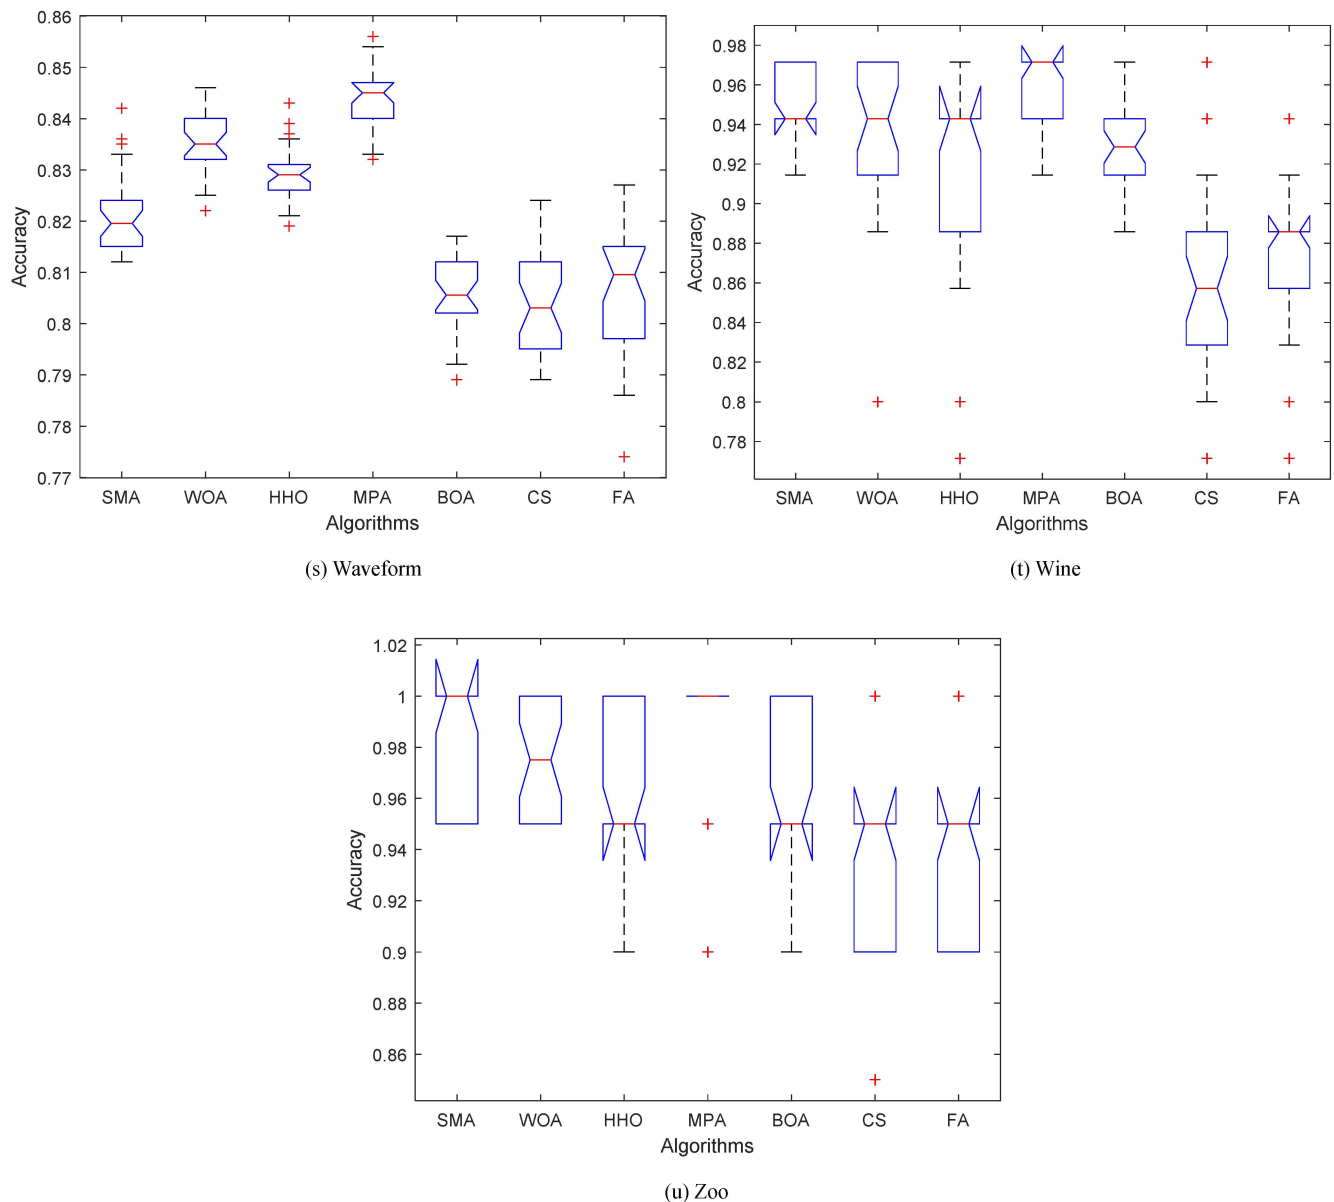 0.86
0.85
0.84
0.83
0.82
0.81
0.8
0.79
0.78
0.77
Accuracy
SMA WOA HHO MPA BOA CS FA
Algorithms
(s) Waveform
0.98
0.96
0.94
0.92
0.9
0.88
0.86
0.84
0.82
0.8
0.78
Accuracy
SMA WOA HHO MPA BOA CS FA
Algorithms
(t) Wine
1.02
1
0.98
0.96
0.94
0.92
0.9
0.88
0.86
Accuracy
SMA WOA HHO MPA BOA CS FA
Algorithms
(u) Zoo